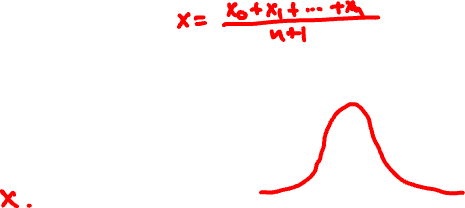 x = (x₀ + x₁ + ... + xₙ) / (n+1)
x.